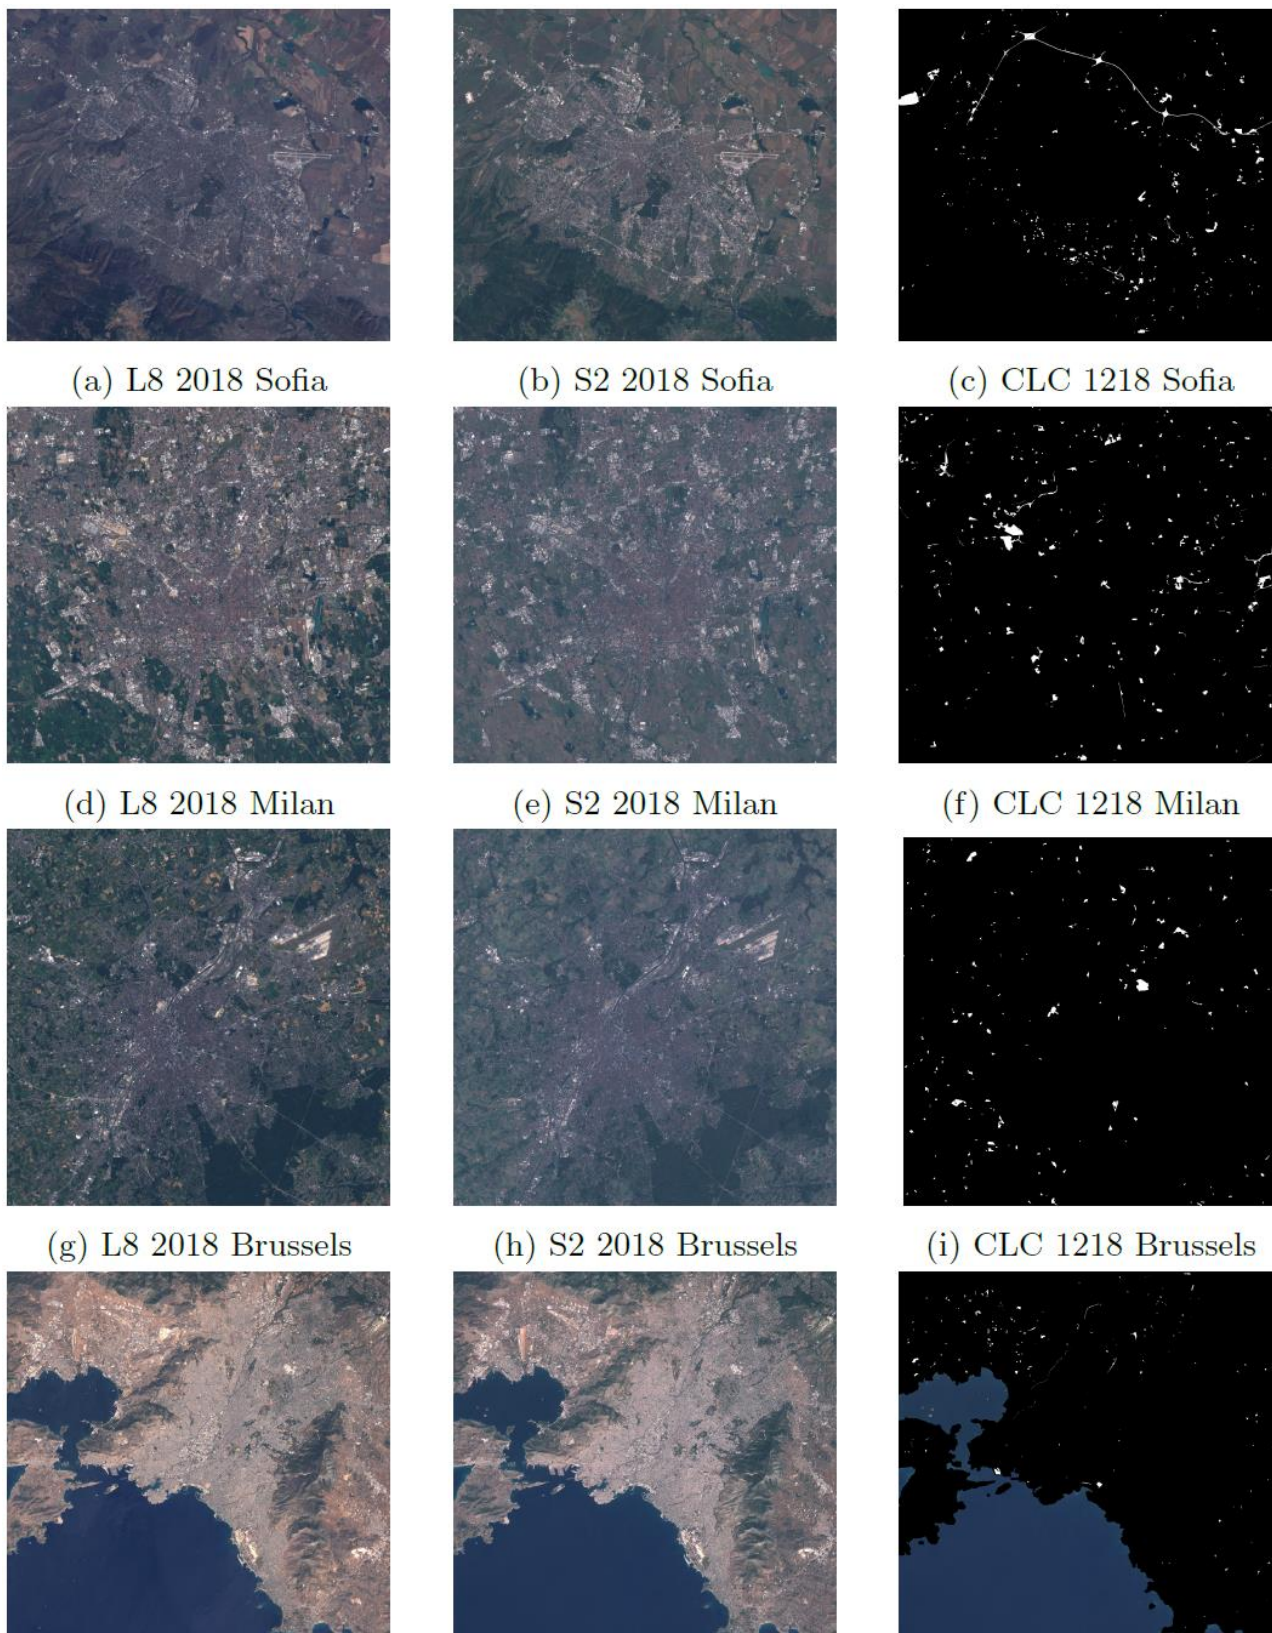 (a) L8 2018 Sofia
(b) S2 2018 Sofia
(c) CLC 1218 Sofia
(d) L8 2018 Milan
(e) S2 2018 Milan
(f) CLC 1218 Milan
(g) L8 2018 Brussels
(h) S2 2018 Brussels
(i) CLC 1218 Brussels